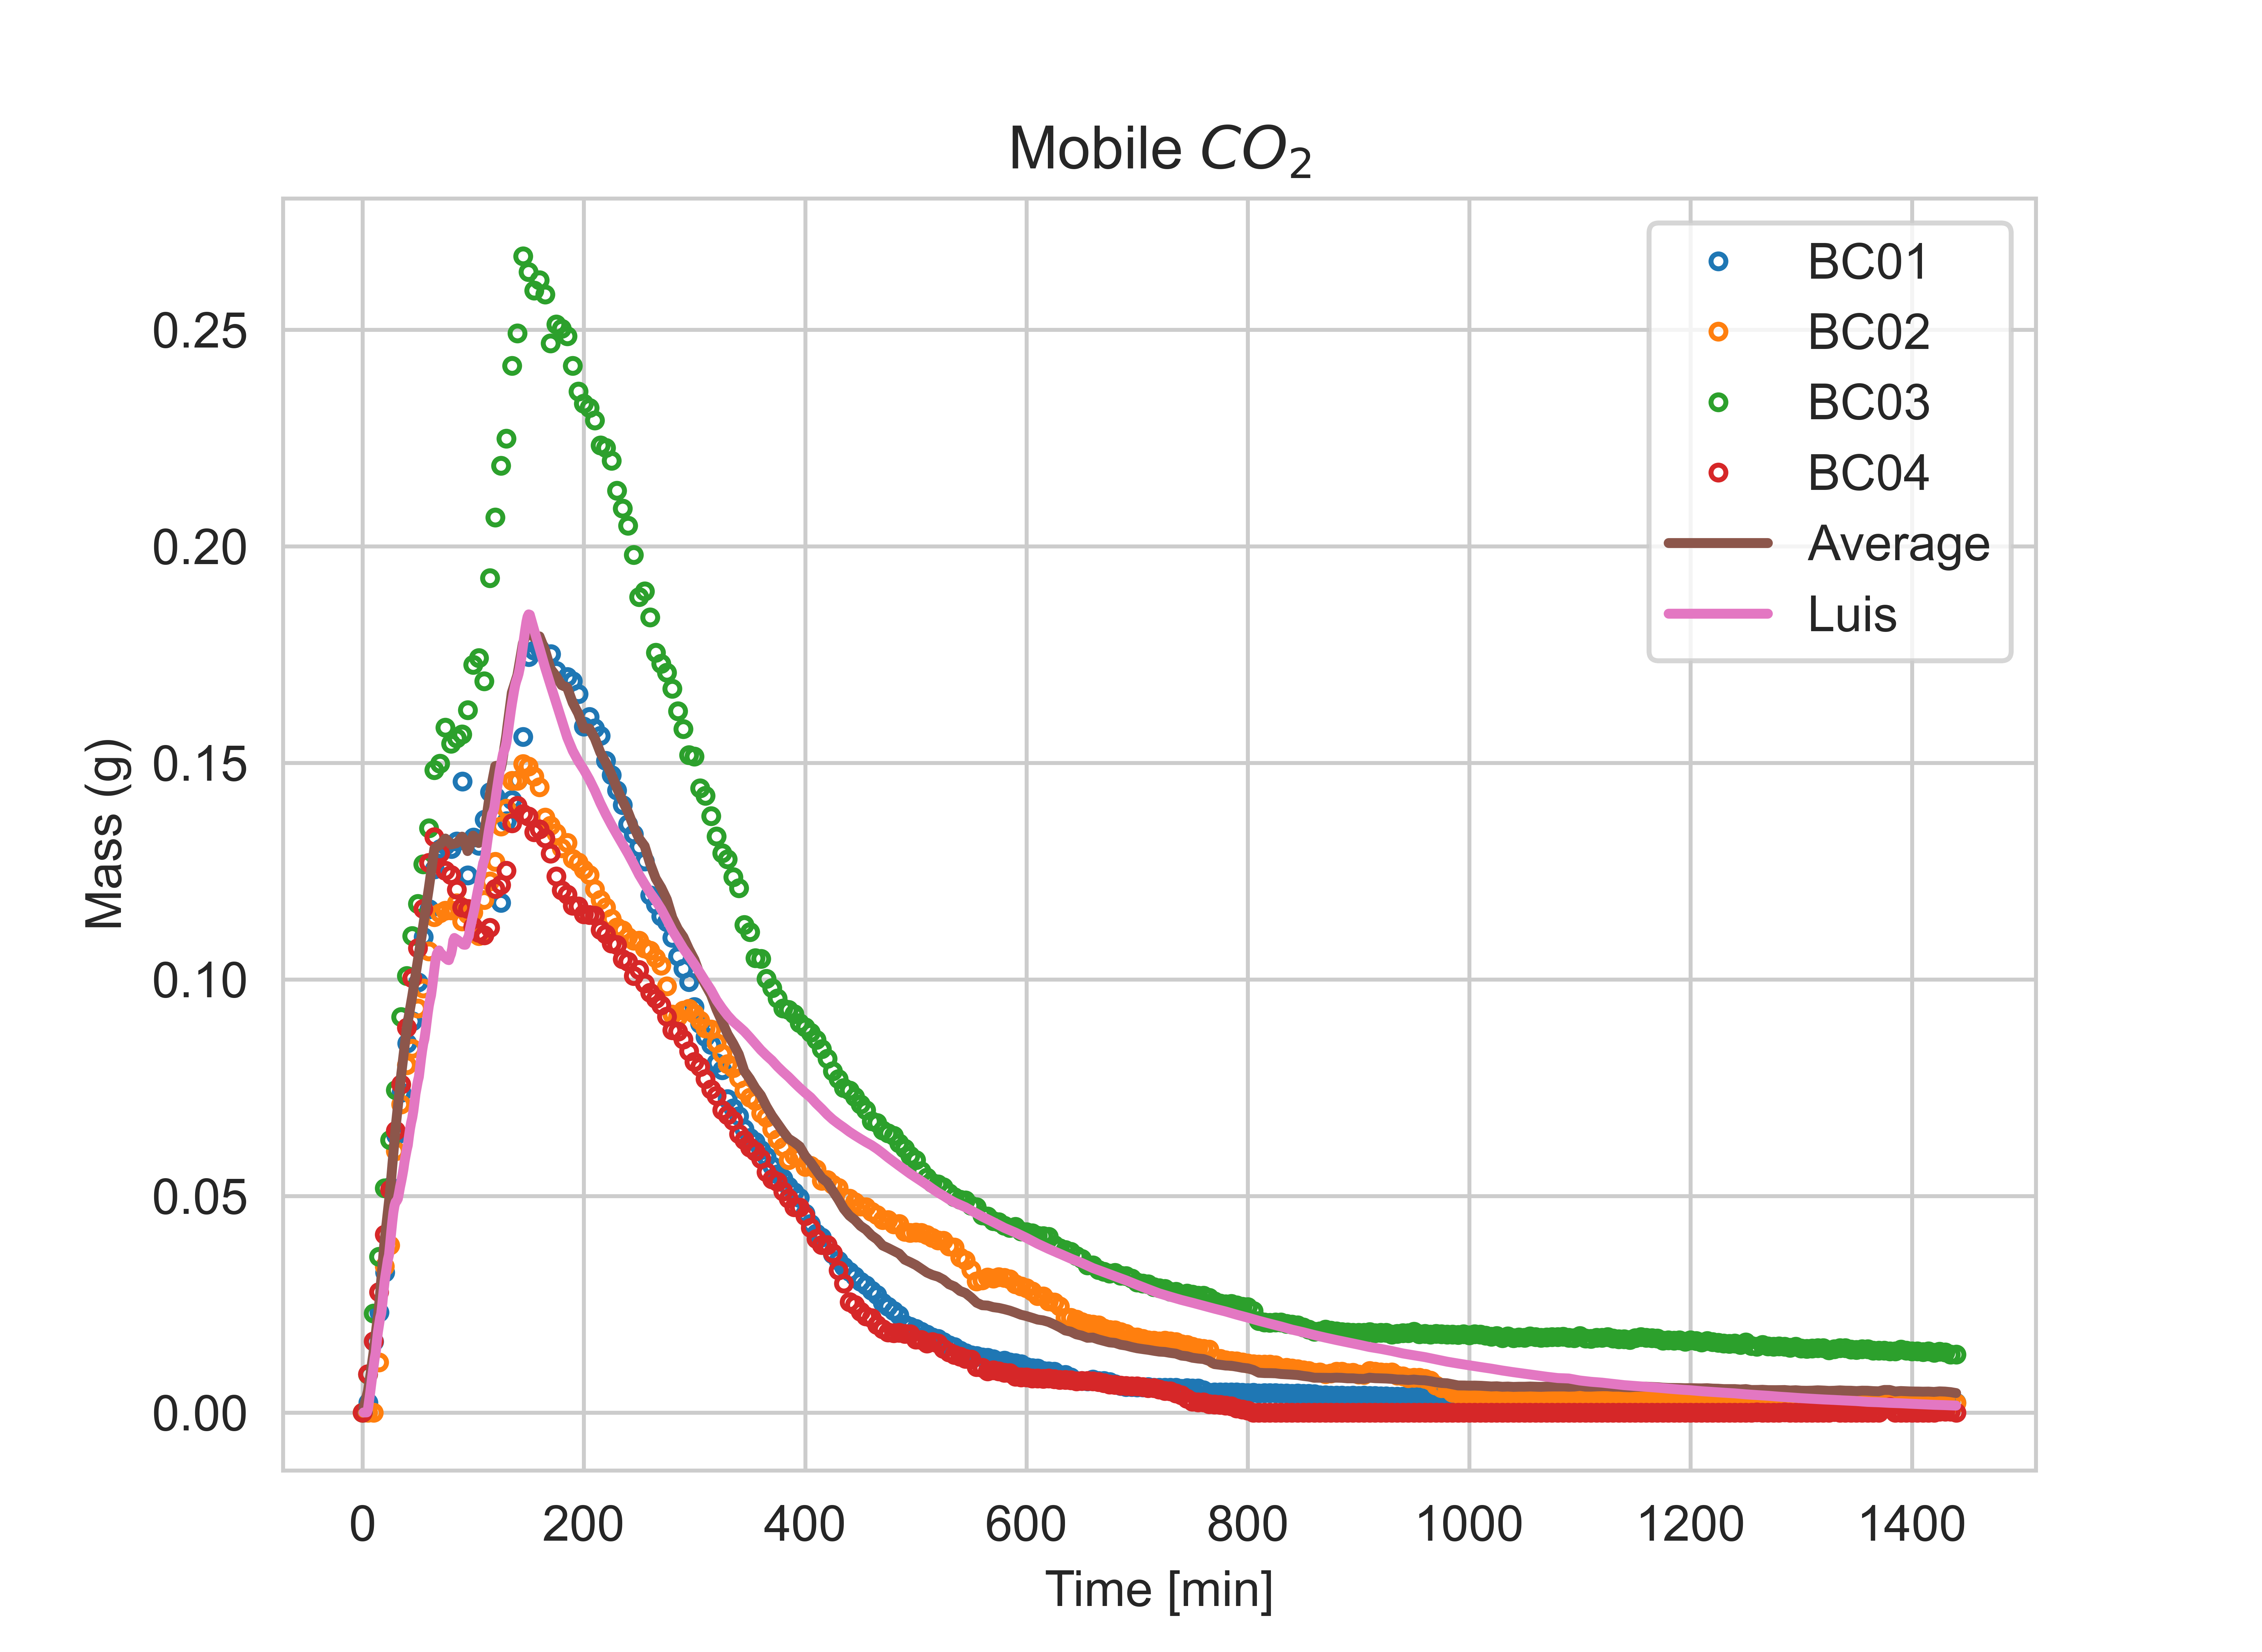 Mobile CO₂
BC01
BC02
BC03
BC04
Average
Luis
Mass (g)
0.25
0.20
0.15
0.10
0.05
0.00
0 200 400 600 800 1000 1200 1400
Time [min]